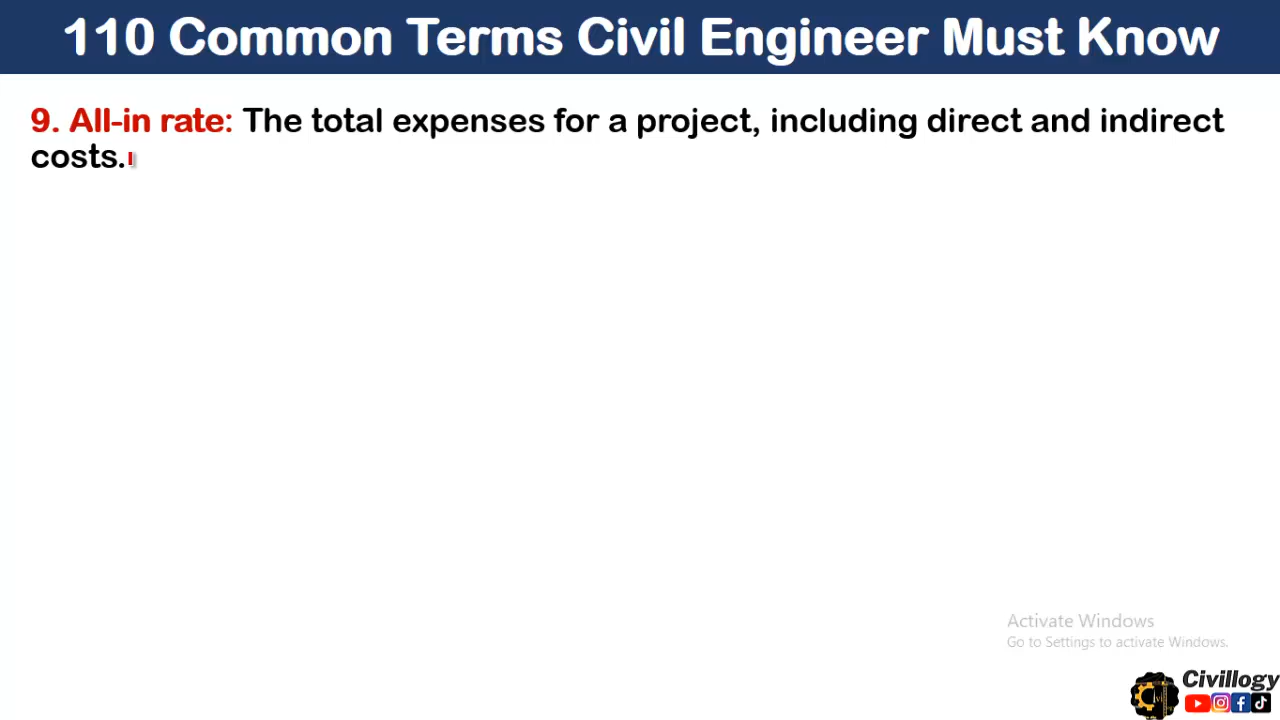 110 Common Terms Civil Engineer Must Know
9. All-in rate: The total expenses for a project, including direct and indirect
costs.
Activate Windows
Go to Settings to activate Windows.
Civillogy